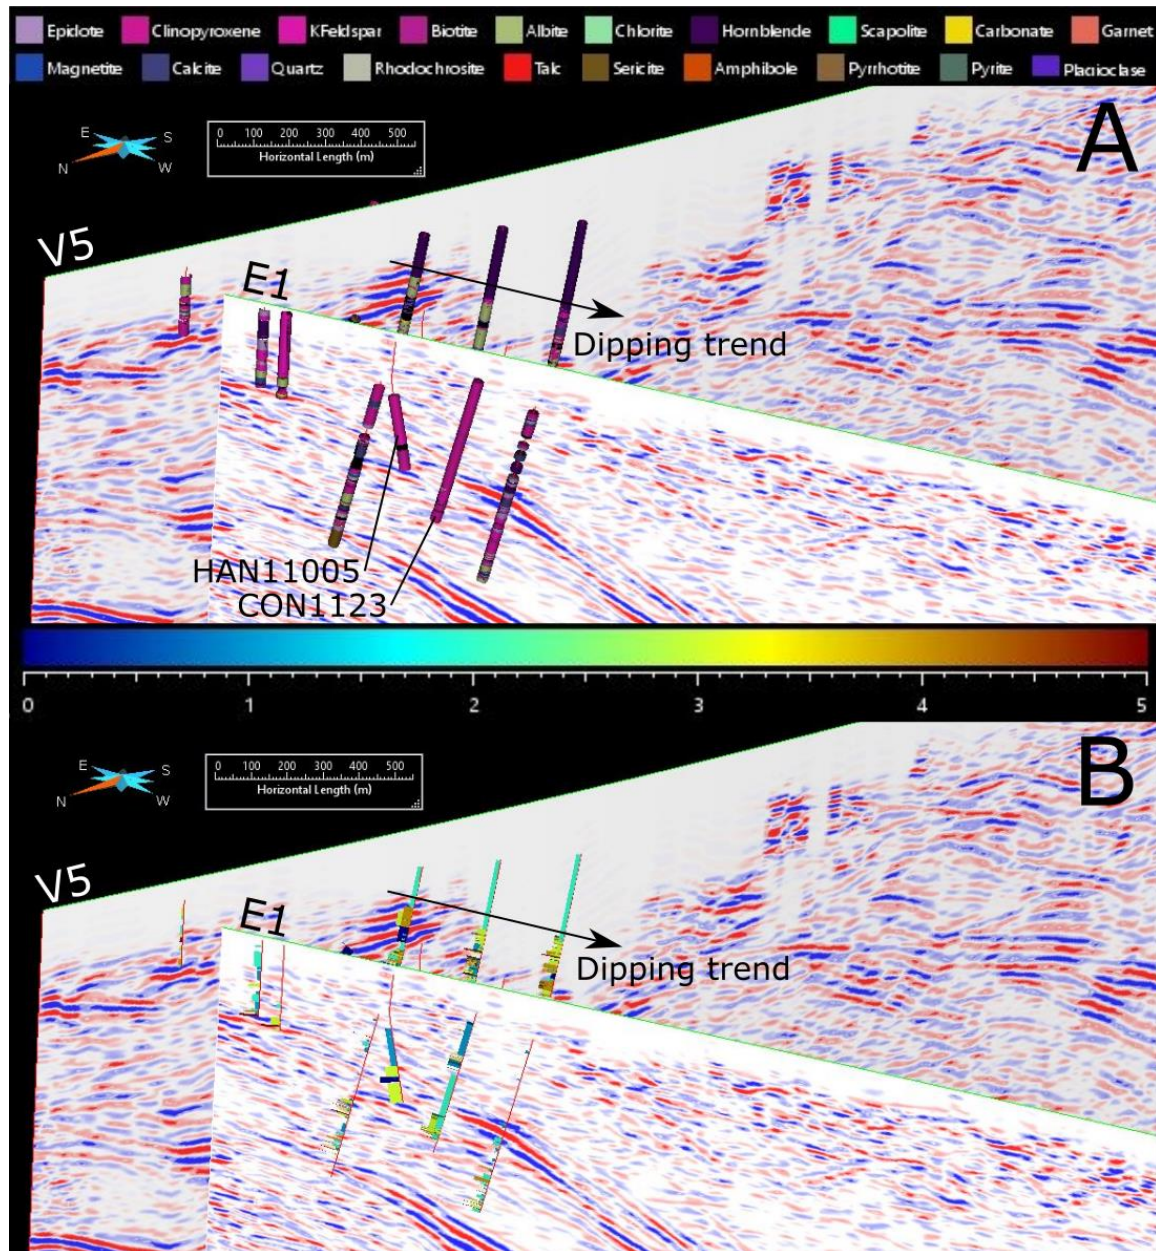 Epidote Clinopyroxene KFeldspar Biotite Albite Chlorite Hornblende Scapolite Carbonate Garnet
Magnetite Calcite Quartz Rhodochrosite Talc Sericite Amphibole Pyrrhotite Pyrite Placioclase
A
E S
N W
0 100 200 300 400 500
Horizontal Length (m)
V5
E1
Dipping trend
HAN11005
CON1123
0 1 2 3 4 5
B
E S
N W
0 100 200 300 400 500
Horizontal Length (m)
V5
E1
Dipping trend